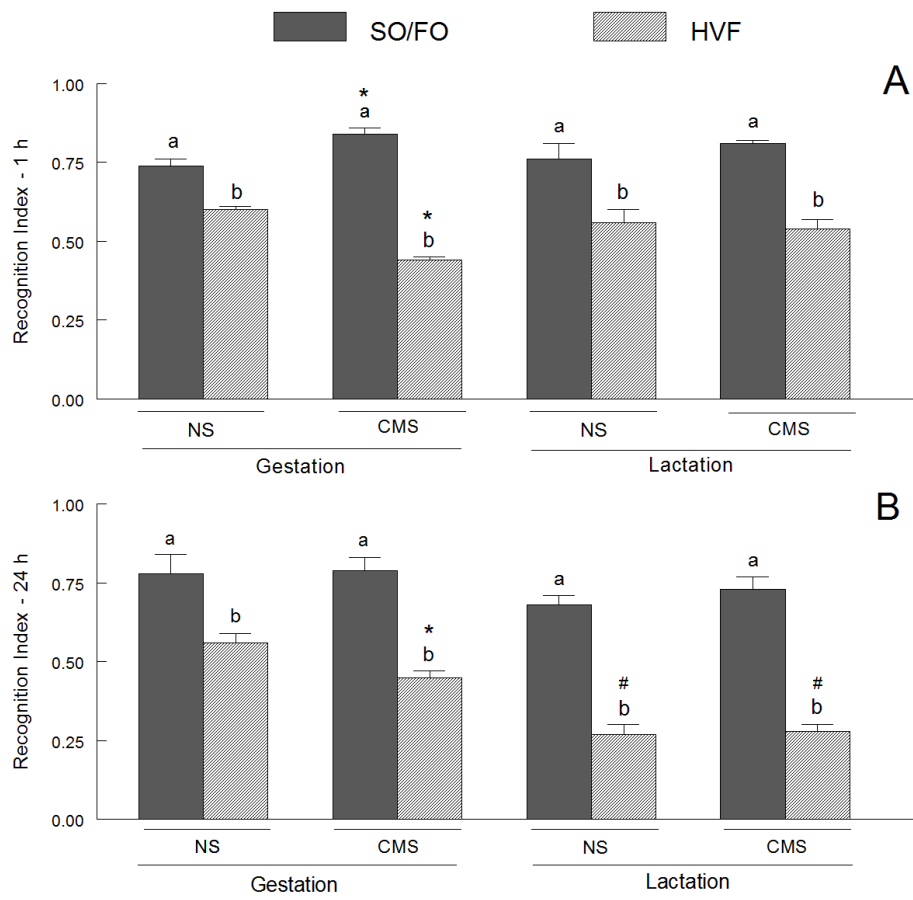 SO/FO HVF
A
Recognition Index - 1 h
1.00
0.75
0.50
0.25
0.00
a
b
*
a
*
b
a
b
a
b
NS CMS NS CMS
Gestation Lactation
B
Recognition Index - 24 h
1.00
0.75
0.50
0.25
0.00
a
b
a
*
b
a
#
b
a
#
b
NS CMS NS CMS
Gestation Lactation